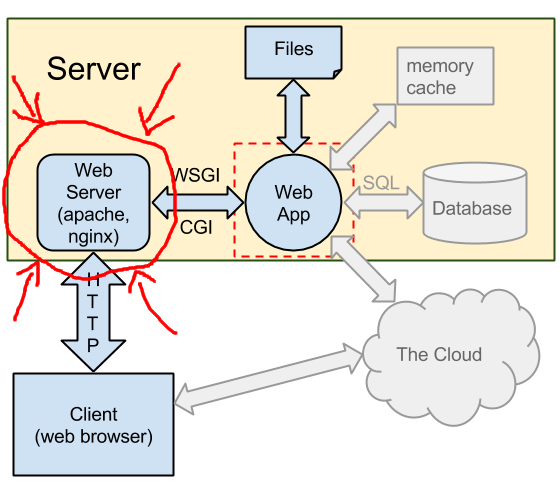 Server
Files
memory
cache
Web
Server
(apache,
nginx)
WSGI
CGI
Web
App
SQL
Database
HTTP
The Cloud
Client
(web browser)